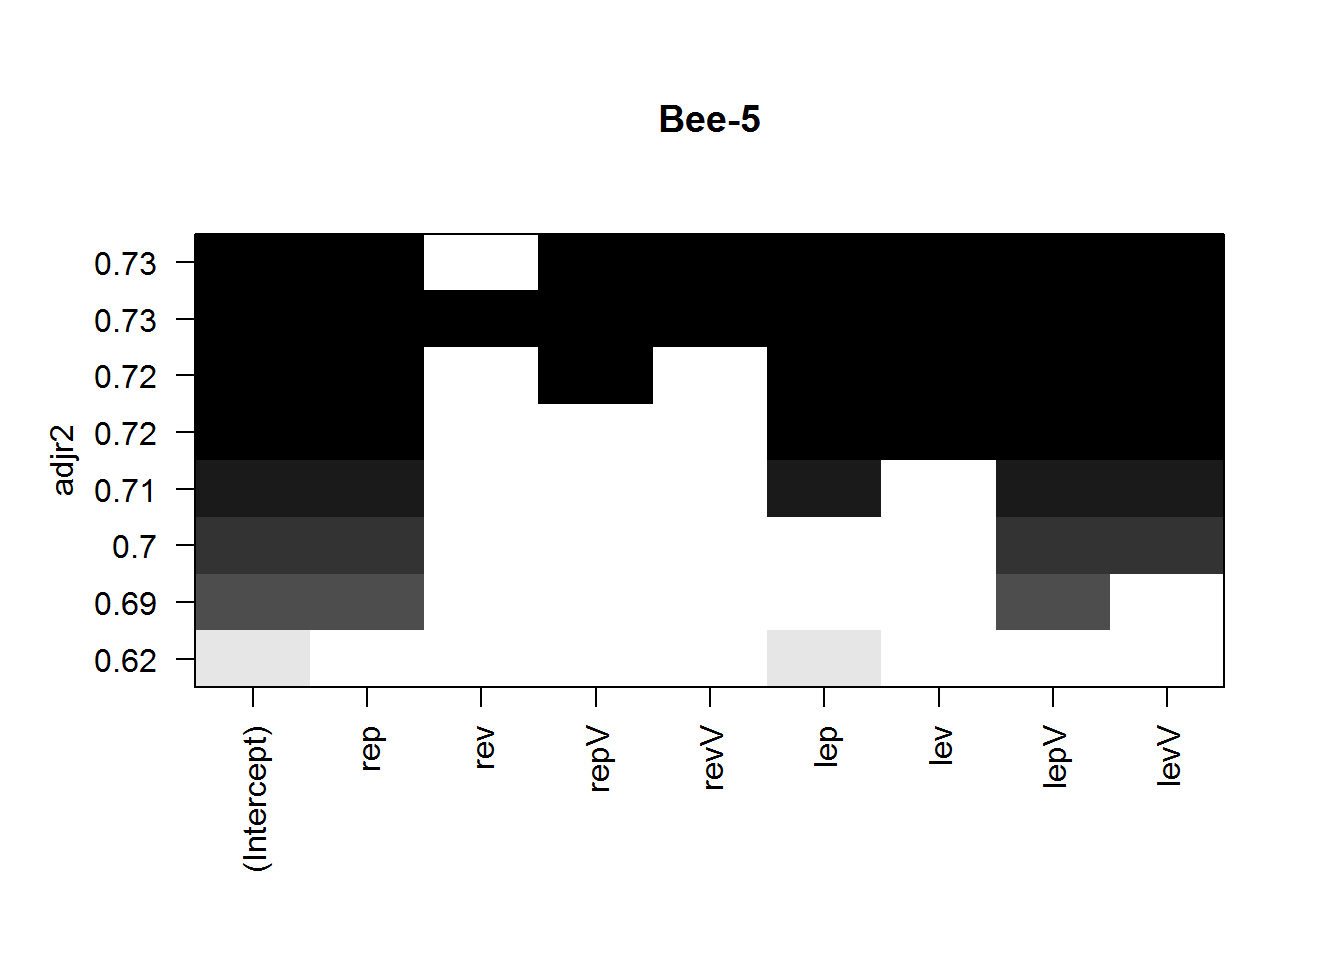 Bee-5
adjr2
0.73
0.73
0.72
0.72
0.71
0.7
0.69
0.62
(Intercept)
rep
rev
repV
revV
lep
lev
lepV
levV